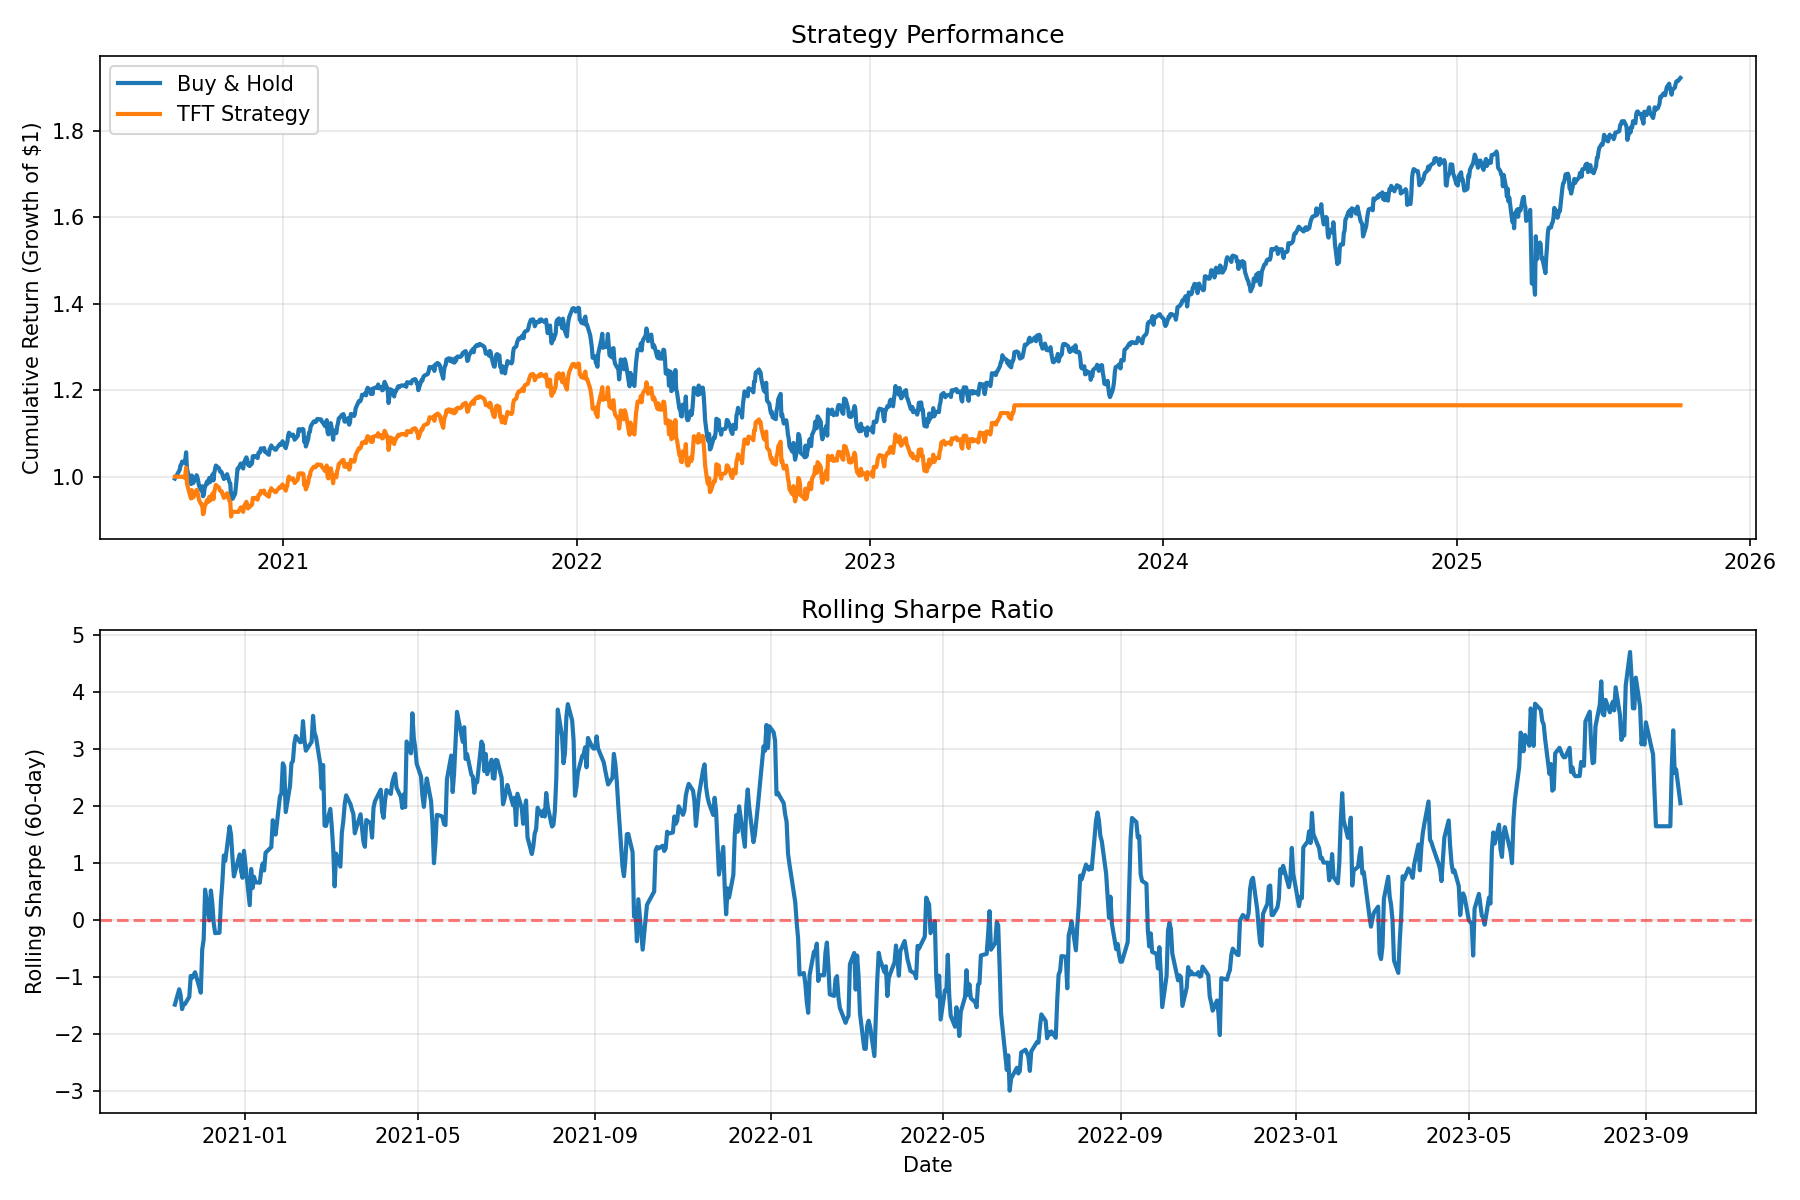 Strategy Performance
Cumulative Return (Growth of $1)
Buy & Hold
TFT Strategy
1.8
1.6
1.4
1.2
1.0
2021 2022 2023 2024 2025 2026
Rolling Sharpe Ratio
Rolling Sharpe (60-day)
5
4
3
2
1
0
−1
−2
−3
2021-01 2021-05 2021-09 2022-01 2022-05 2022-09 2023-01 2023-05 2023-09
Date